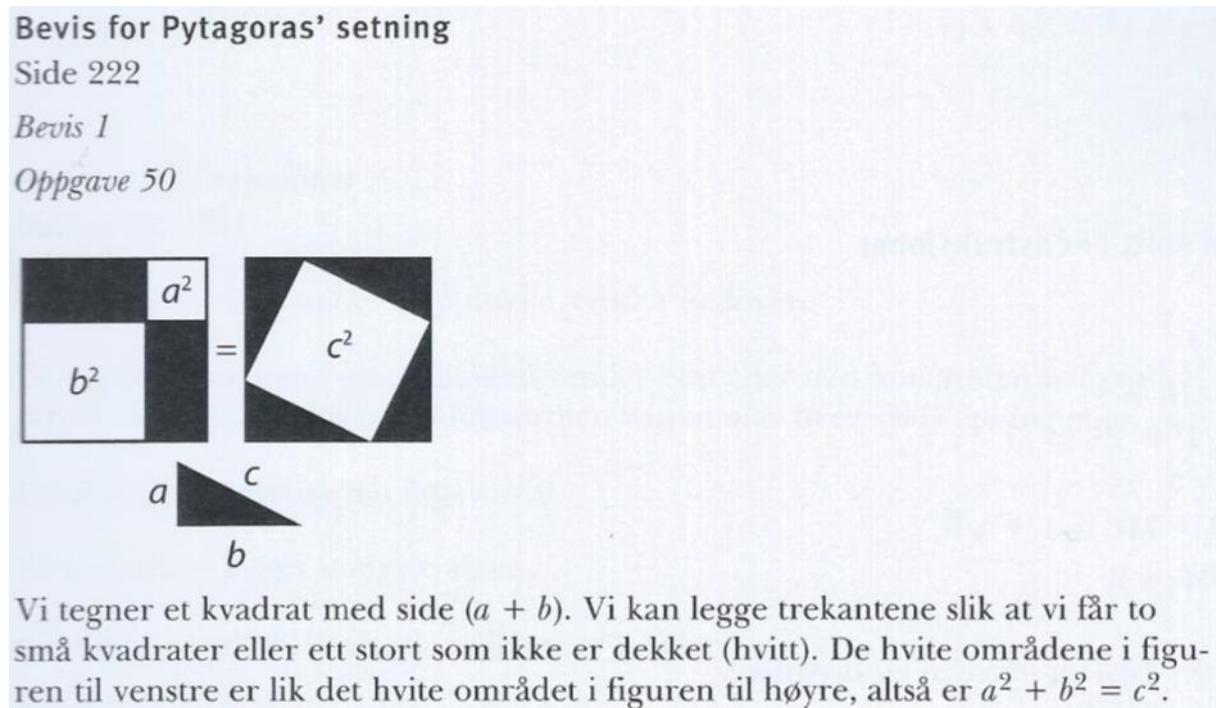 Bevis for Pytagoras' setning
Side 222
Bevis 1
Oppgave 50
a²
b²
=
c²
a
c
b
Vi tegner et kvadrat med side (a + b). Vi kan legge trekantene slik at vi får to
små kvadrater eller ett stort som ikke er dekket (hvitt). De hvite områdene i figu-
ren til venstre er lik det hvite området i figuren til høyre, altså er a² + b² = c².